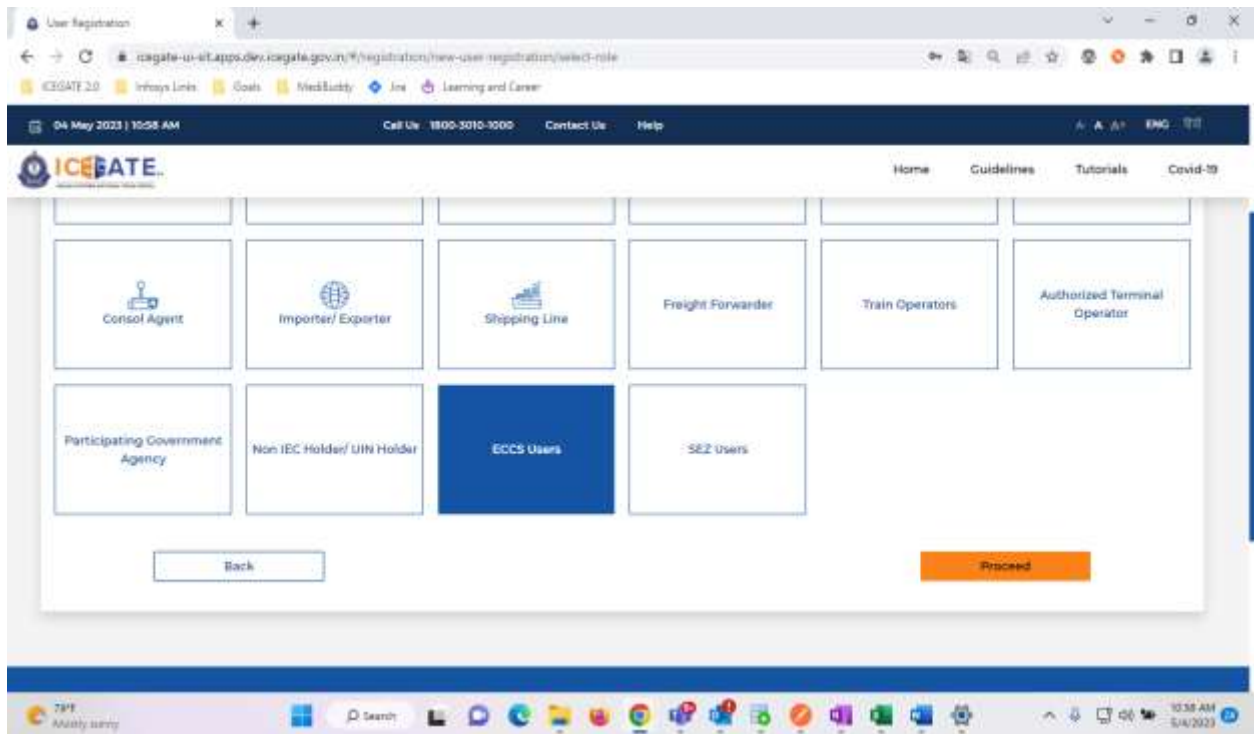 User Registration
icegate-ui-sit.apps.dev.icegate.gov.in/#/registration/new-user-registration/select-role
ICEGATE 2.0 Infosys Links Goals MediBuddy Jira Learning and Career
04 May 2023 | 10:58 AM Call Us 1800-3010-1000 Contact Us Help A- A A+ ENG हिंदी
ICEGATE Home Guidelines Tutorials Covid-19
Consol Agent Importer/ Exporter Shipping Line Freight Forwarder Train Operators Authorized Terminal
Operator
Participating Government
Agency Non IEC Holder/ UIN Holder ECCS Users SEZ Users
Back Proceed
Mostly sunny
Search
5/4/2023